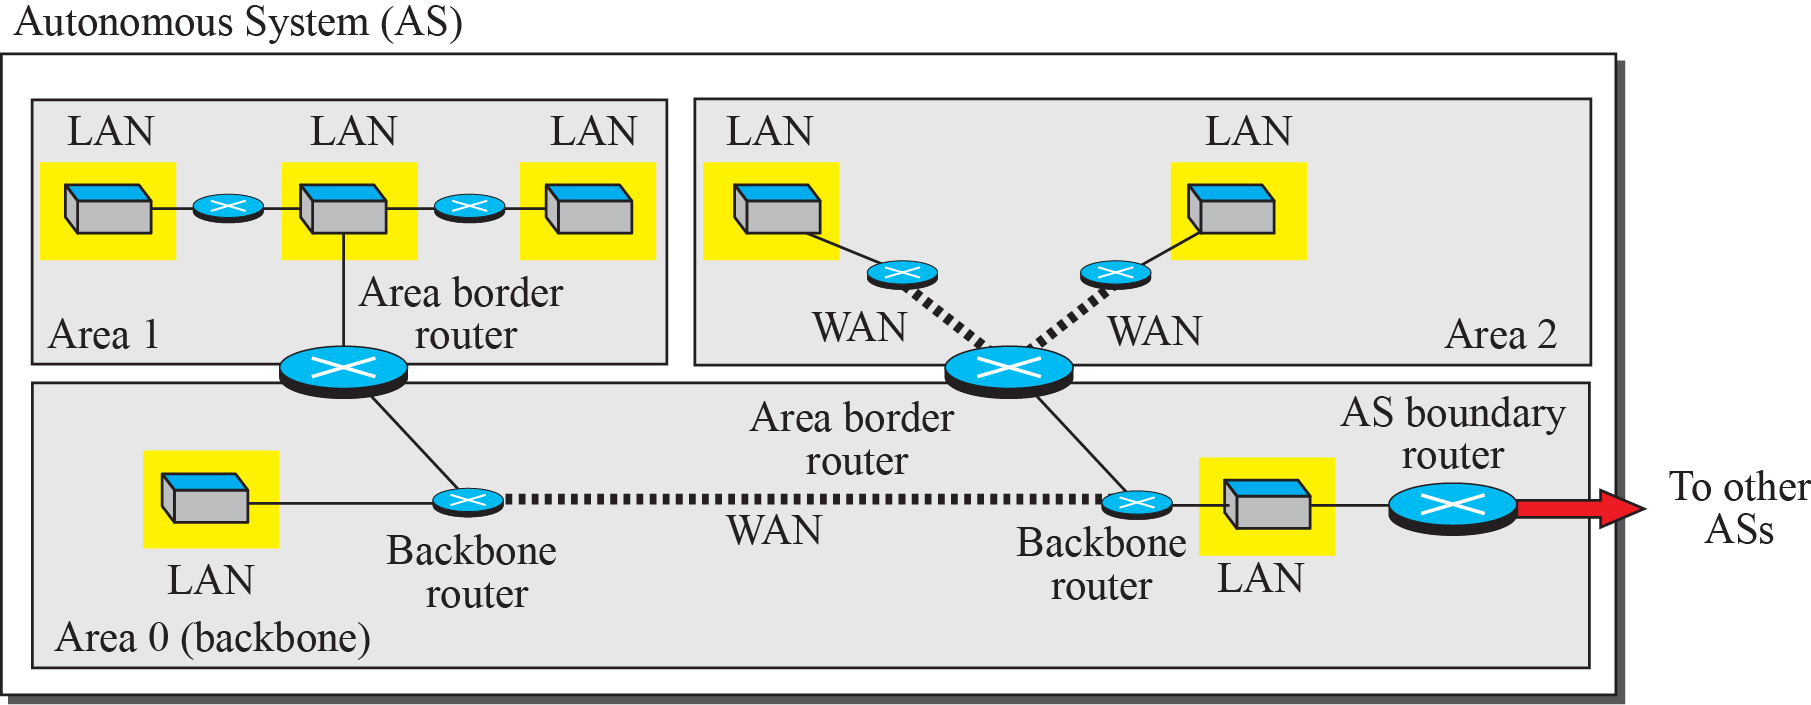 Autonomous System (AS)
LAN
LAN
LAN
Area border
router
Area 1
LAN
LAN
WAN
WAN
Area 2
Area border
router
AS boundary
router
LAN
Backbone
router
WAN
Backbone
router
LAN
Area 0 (backbone)
To other
ASs